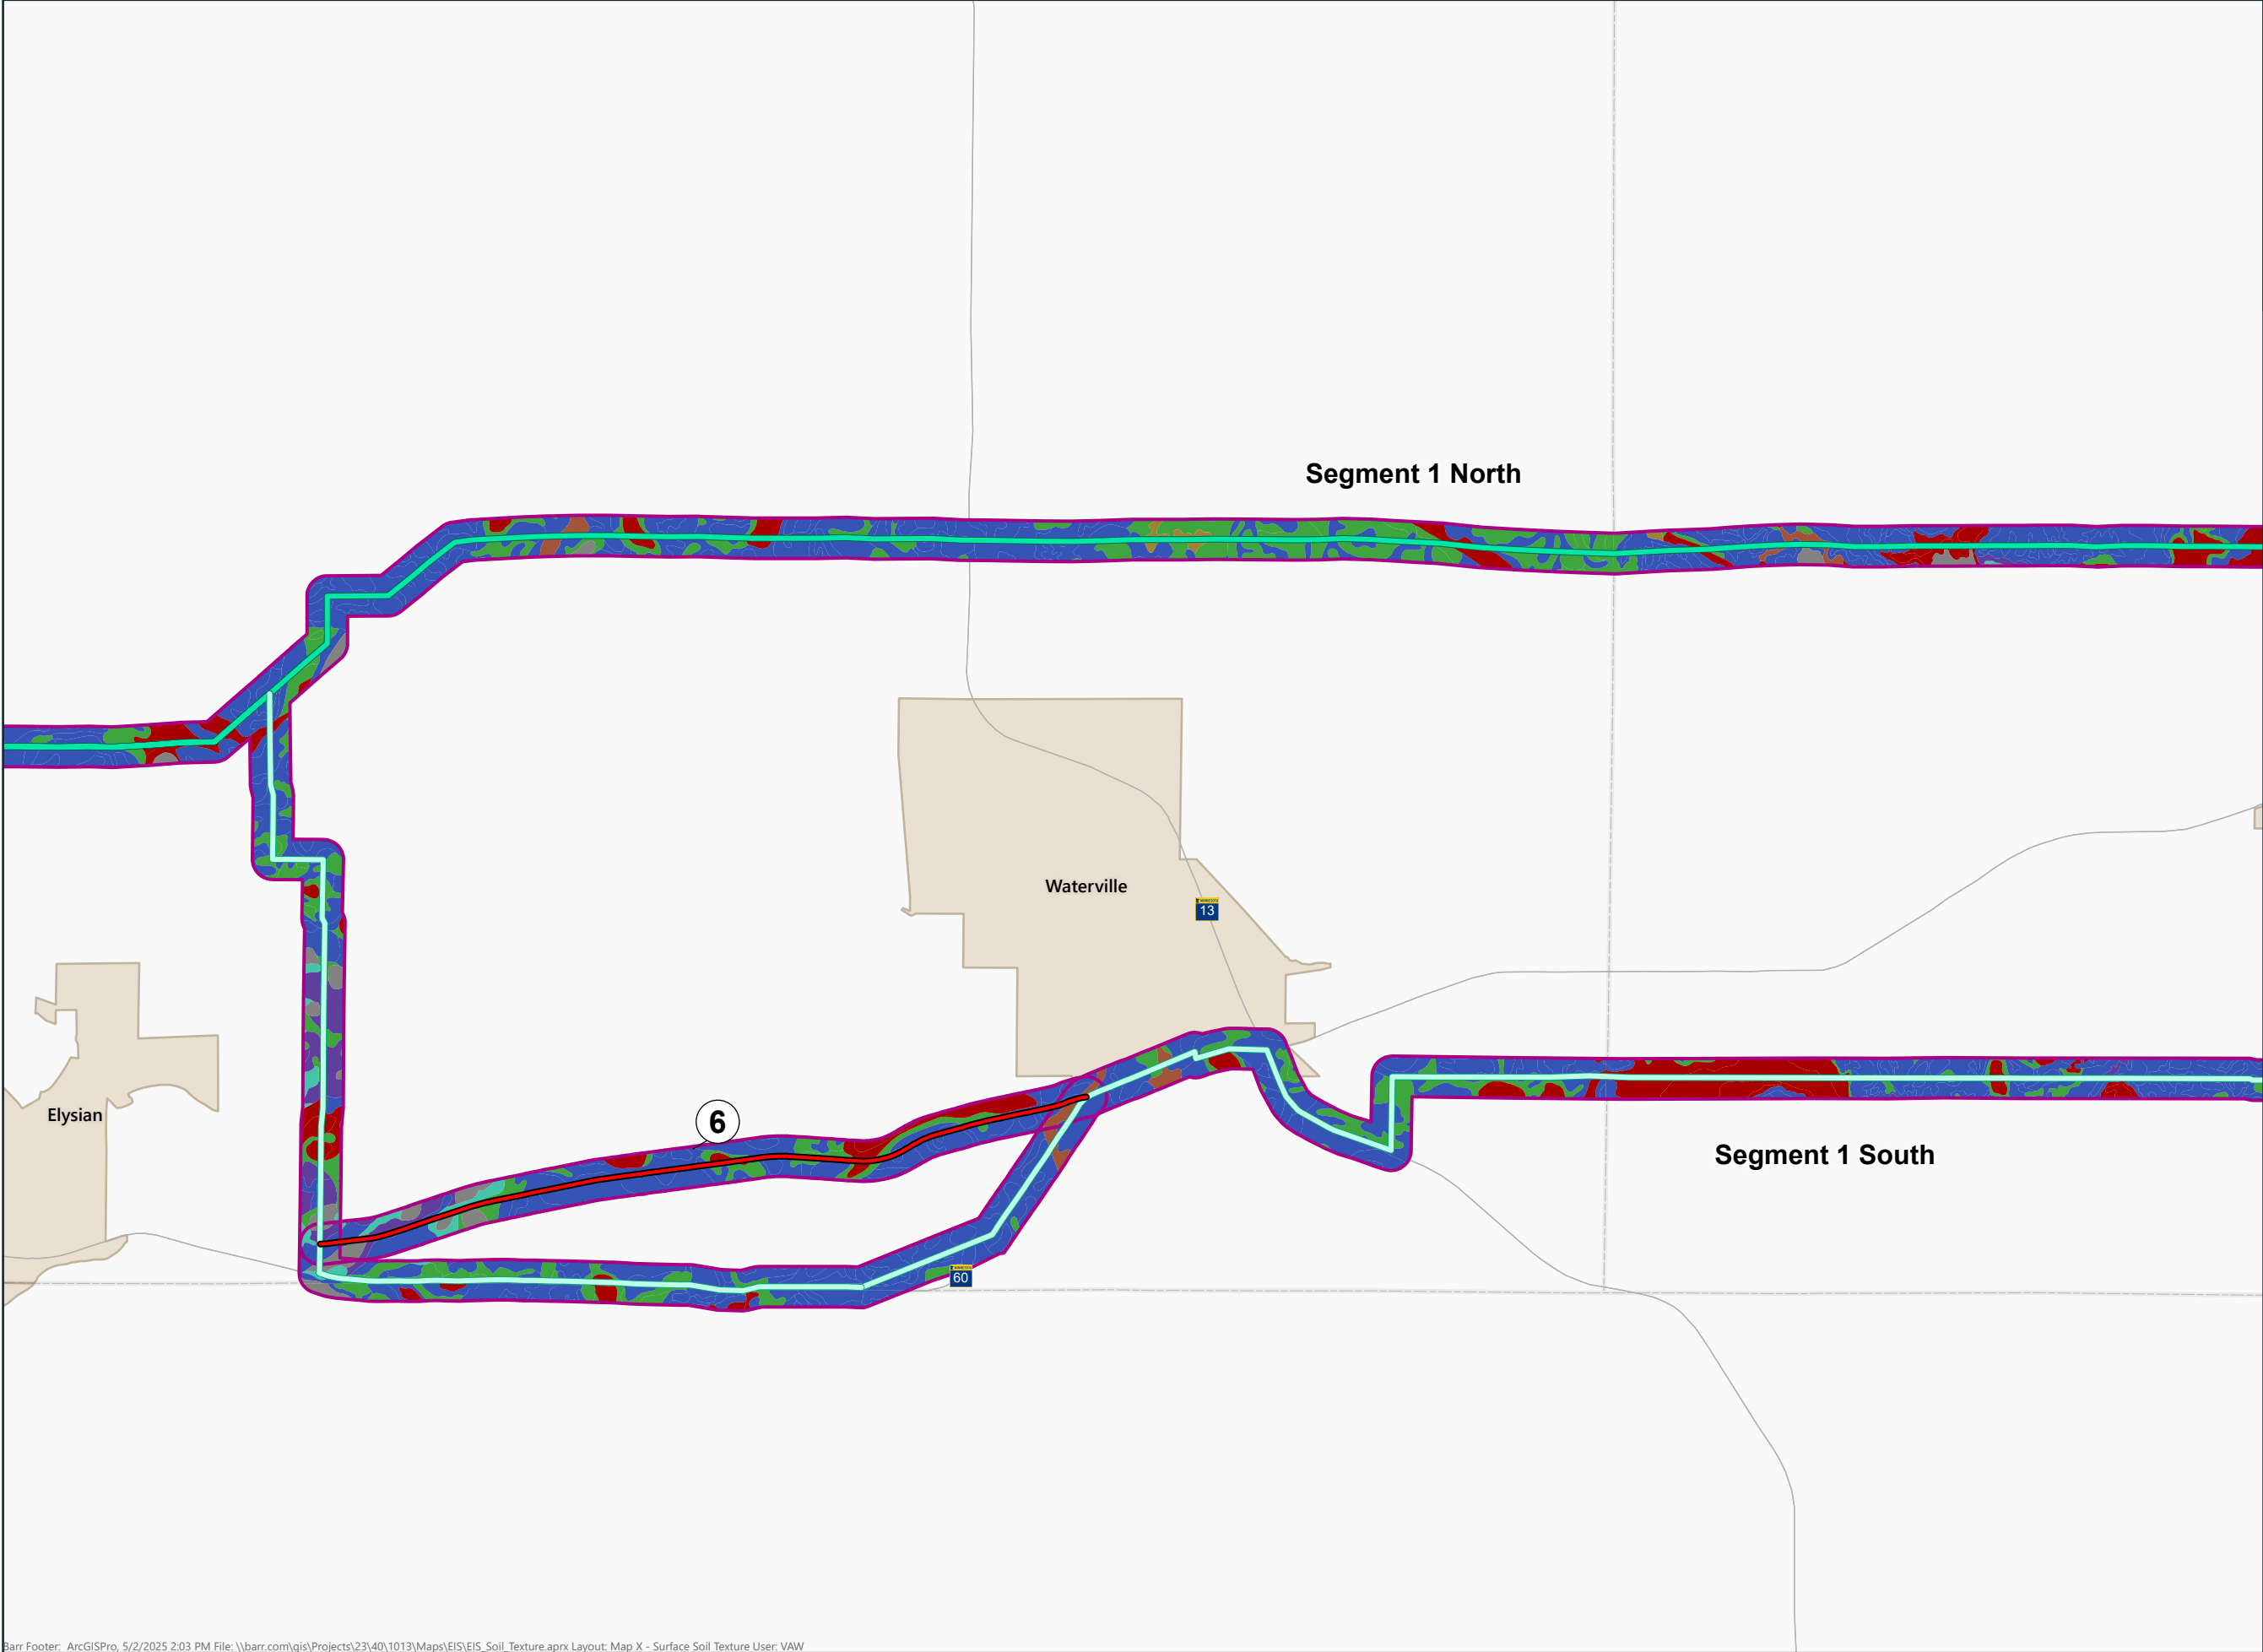 Segment 1 North
Waterville
13
Elysian
6
Segment 1 South
60
Barr Footer: ArcGISPro, 5/2/2025 2:03 PM File: \\barr.com\gis\Projects\23\40\1013\Maps\EIS\EIS_Soil_Texture.aprx Layout: Map X - Surface Soil Texture User: VAW